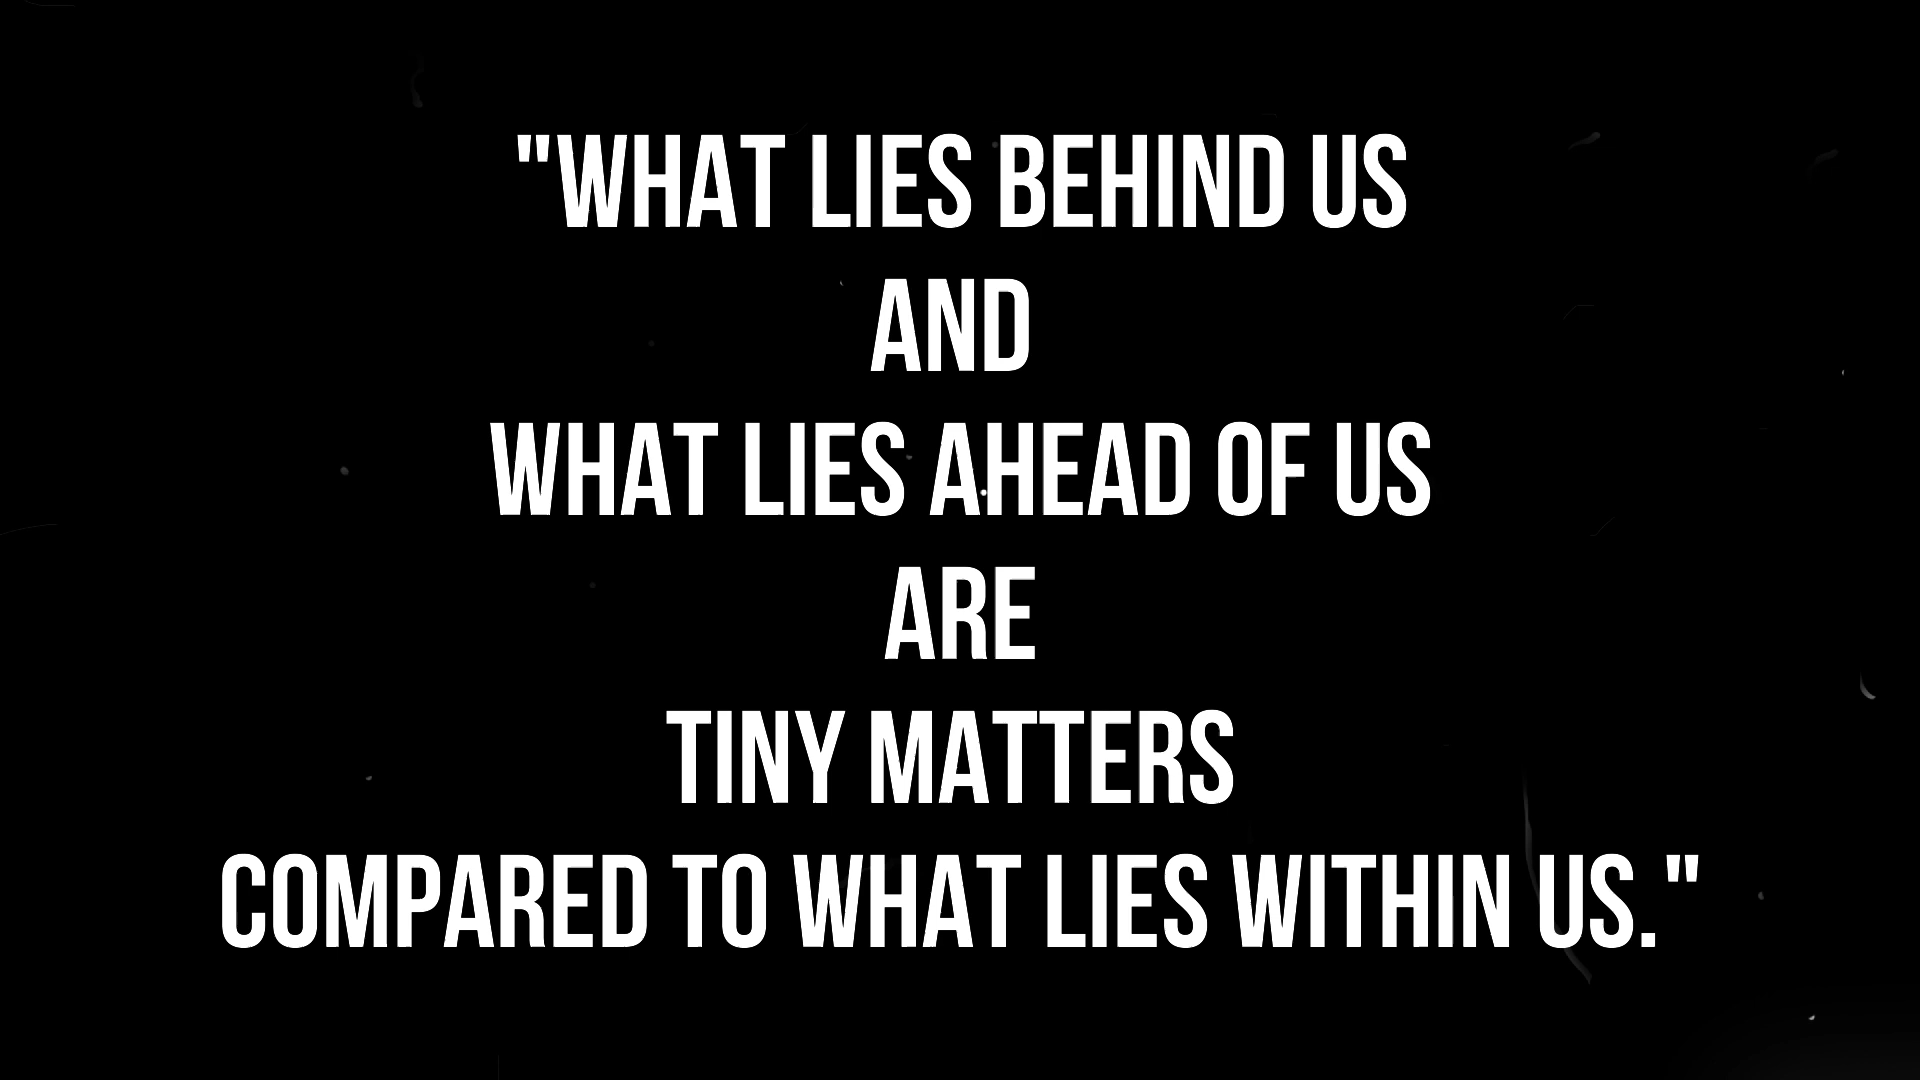 "WHAT LIES BEHIND US
AND
WHAT LIES AHEAD OF US
ARE
TINY MATTERS
COMPARED TO WHAT LIES WITHIN US."